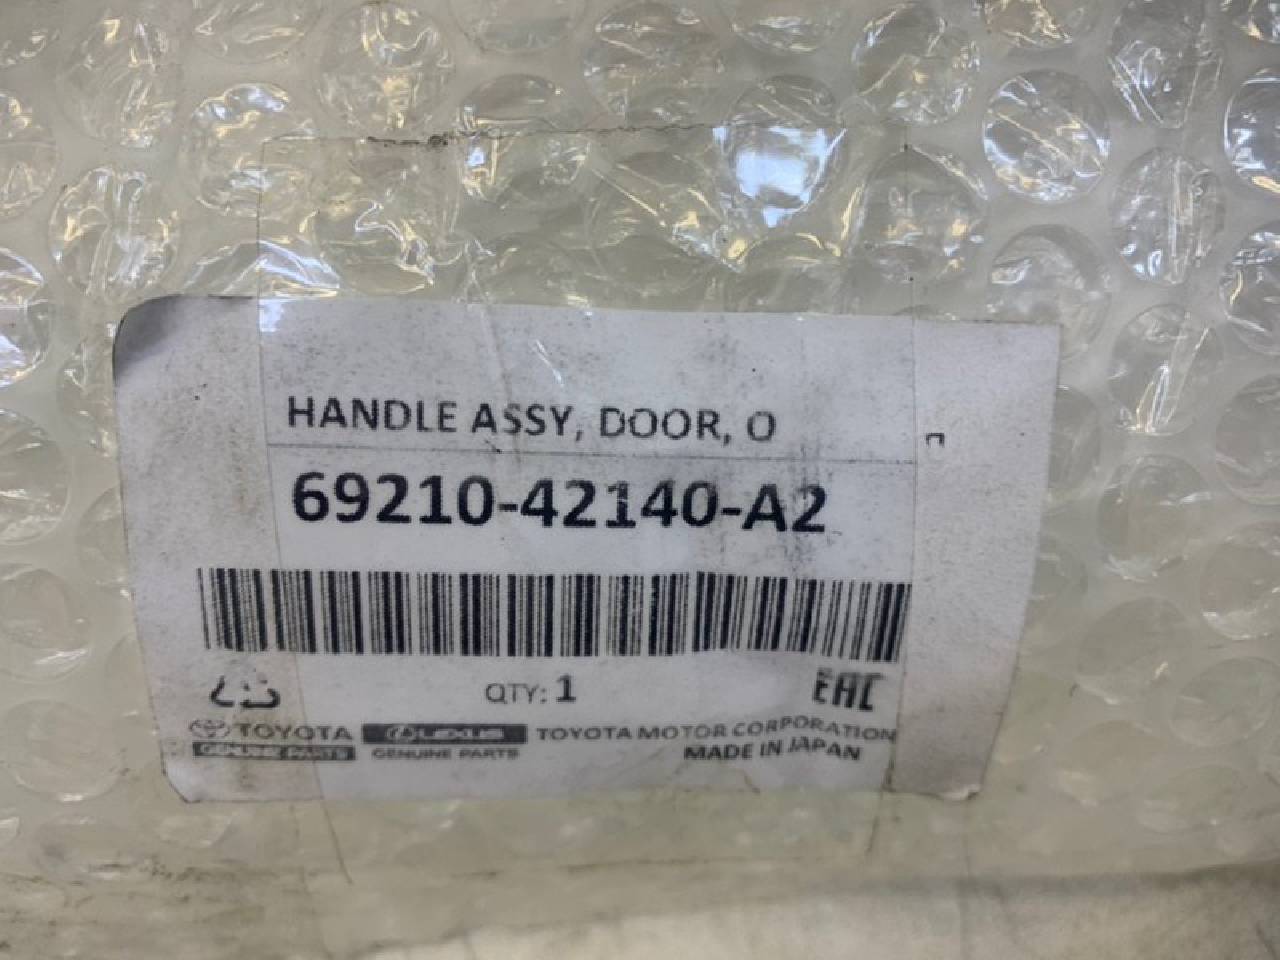 HANDLE ASSY, DOOR, O
69210-42140-A2
QTY: 1
EAC
TOYOTA LEXUS TOYOTA MOTOR CORPORATION
GENUINE PARTS GENUINE PARTS MADE IN JAPAN